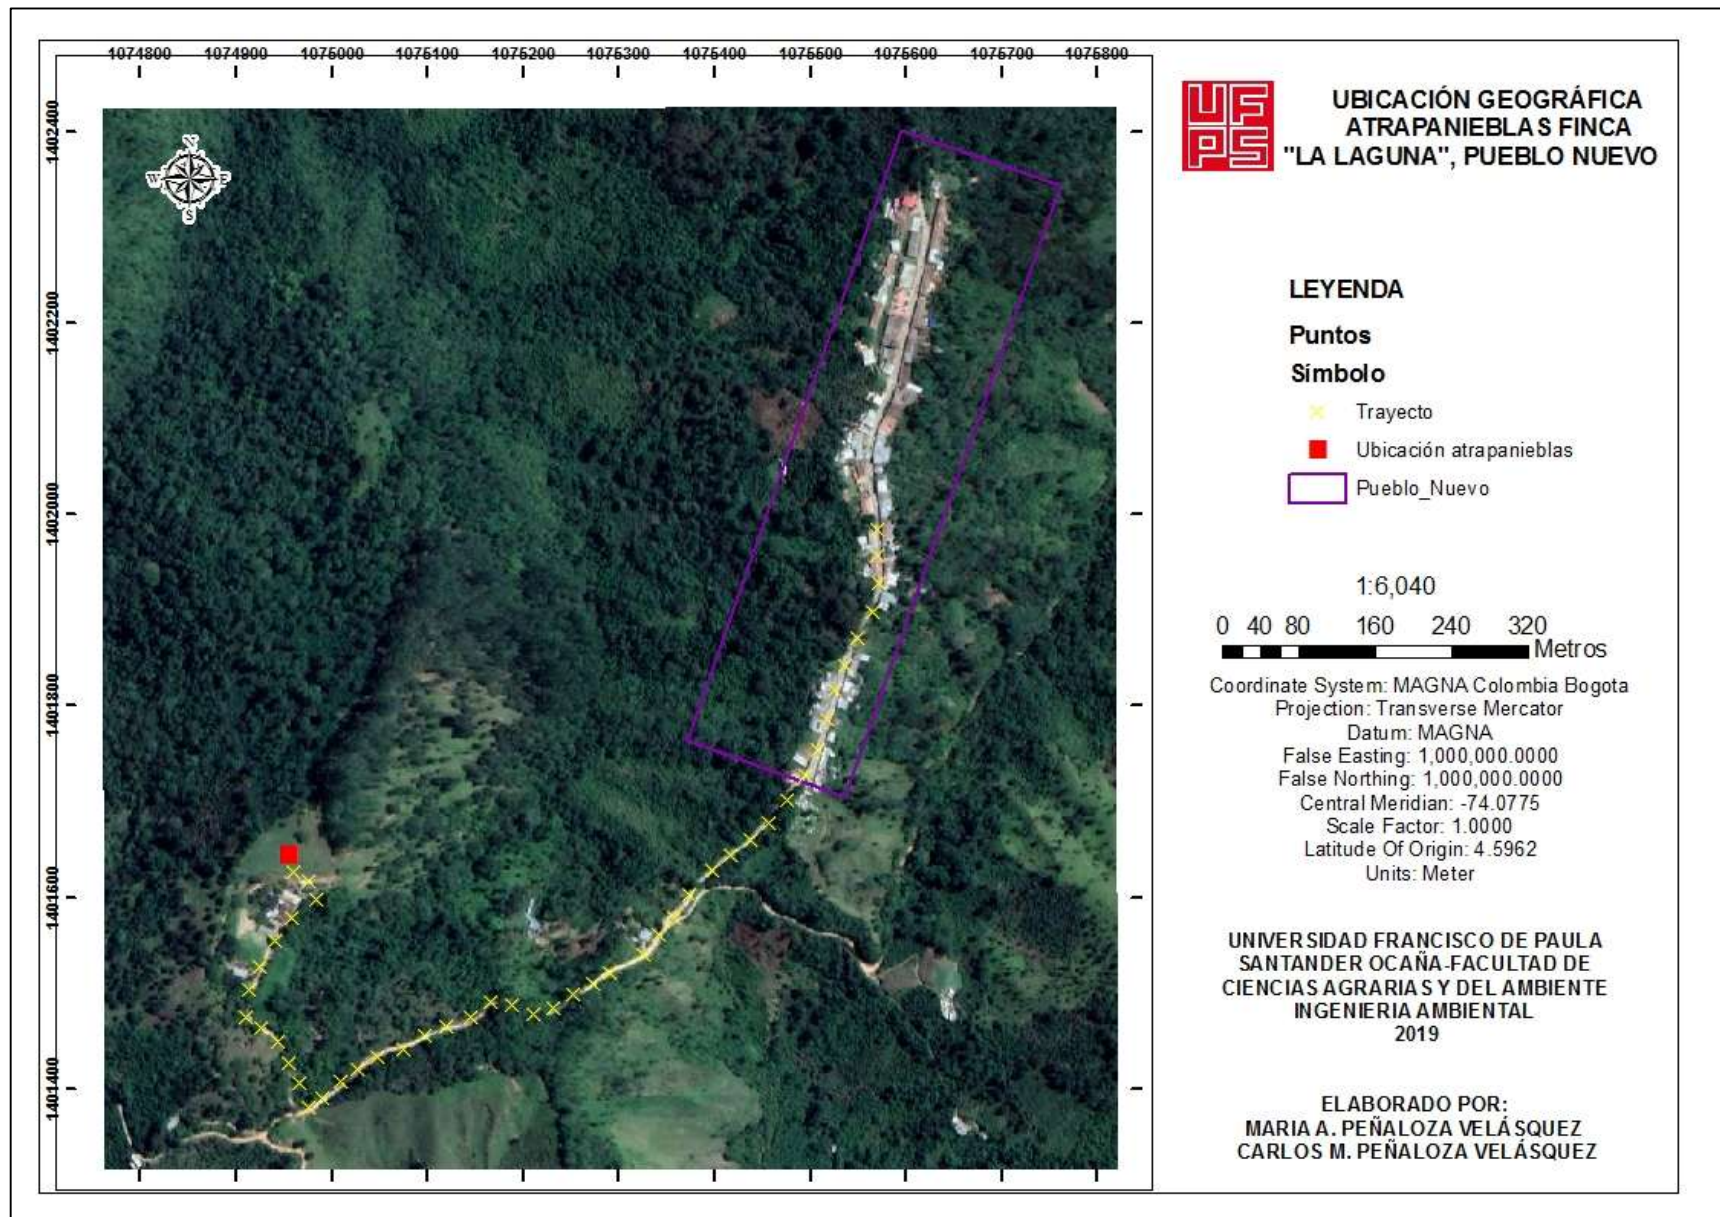 1074800 1074900 1075000 1075100 1075200 1075300 1075400 1075500 1075600 1075700 1075800
1402400
1402200
1402000
1401800
1401600
1401400
N
W E
S
UF
PS
UBICACIÓN GEOGRÁFICA
ATRAPANIEBLAS FINCA
"LA LAGUNA", PUEBLO NUEVO
LEYENDA
Puntos
Símbolo
Trayecto
Ubicación atrapanieblas
Pueblo_Nuevo
1:6,040
0 40 80 160 240 320
Metros
Coordinate System: MAGNA Colombia Bogota
Projection: Transverse Mercator
Datum: MAGNA
False Easting: 1,000,000.0000
False Northing: 1,000,000.0000
Central Meridian: -74.0775
Scale Factor: 1.0000
Latitude Of Origin: 4.5962
Units: Meter
UNIVERSIDAD FRANCISCO DE PAULA
SANTANDER OCAÑA-FACULTAD DE
CIENCIAS AGRARIAS Y DEL AMBIENTE
INGENIERIA AMBIENTAL
2019
ELABORADO POR:
MARIA A. PEÑALOZA VELÁSQUEZ
CARLOS M. PEÑALOZA VELÁSQUEZ